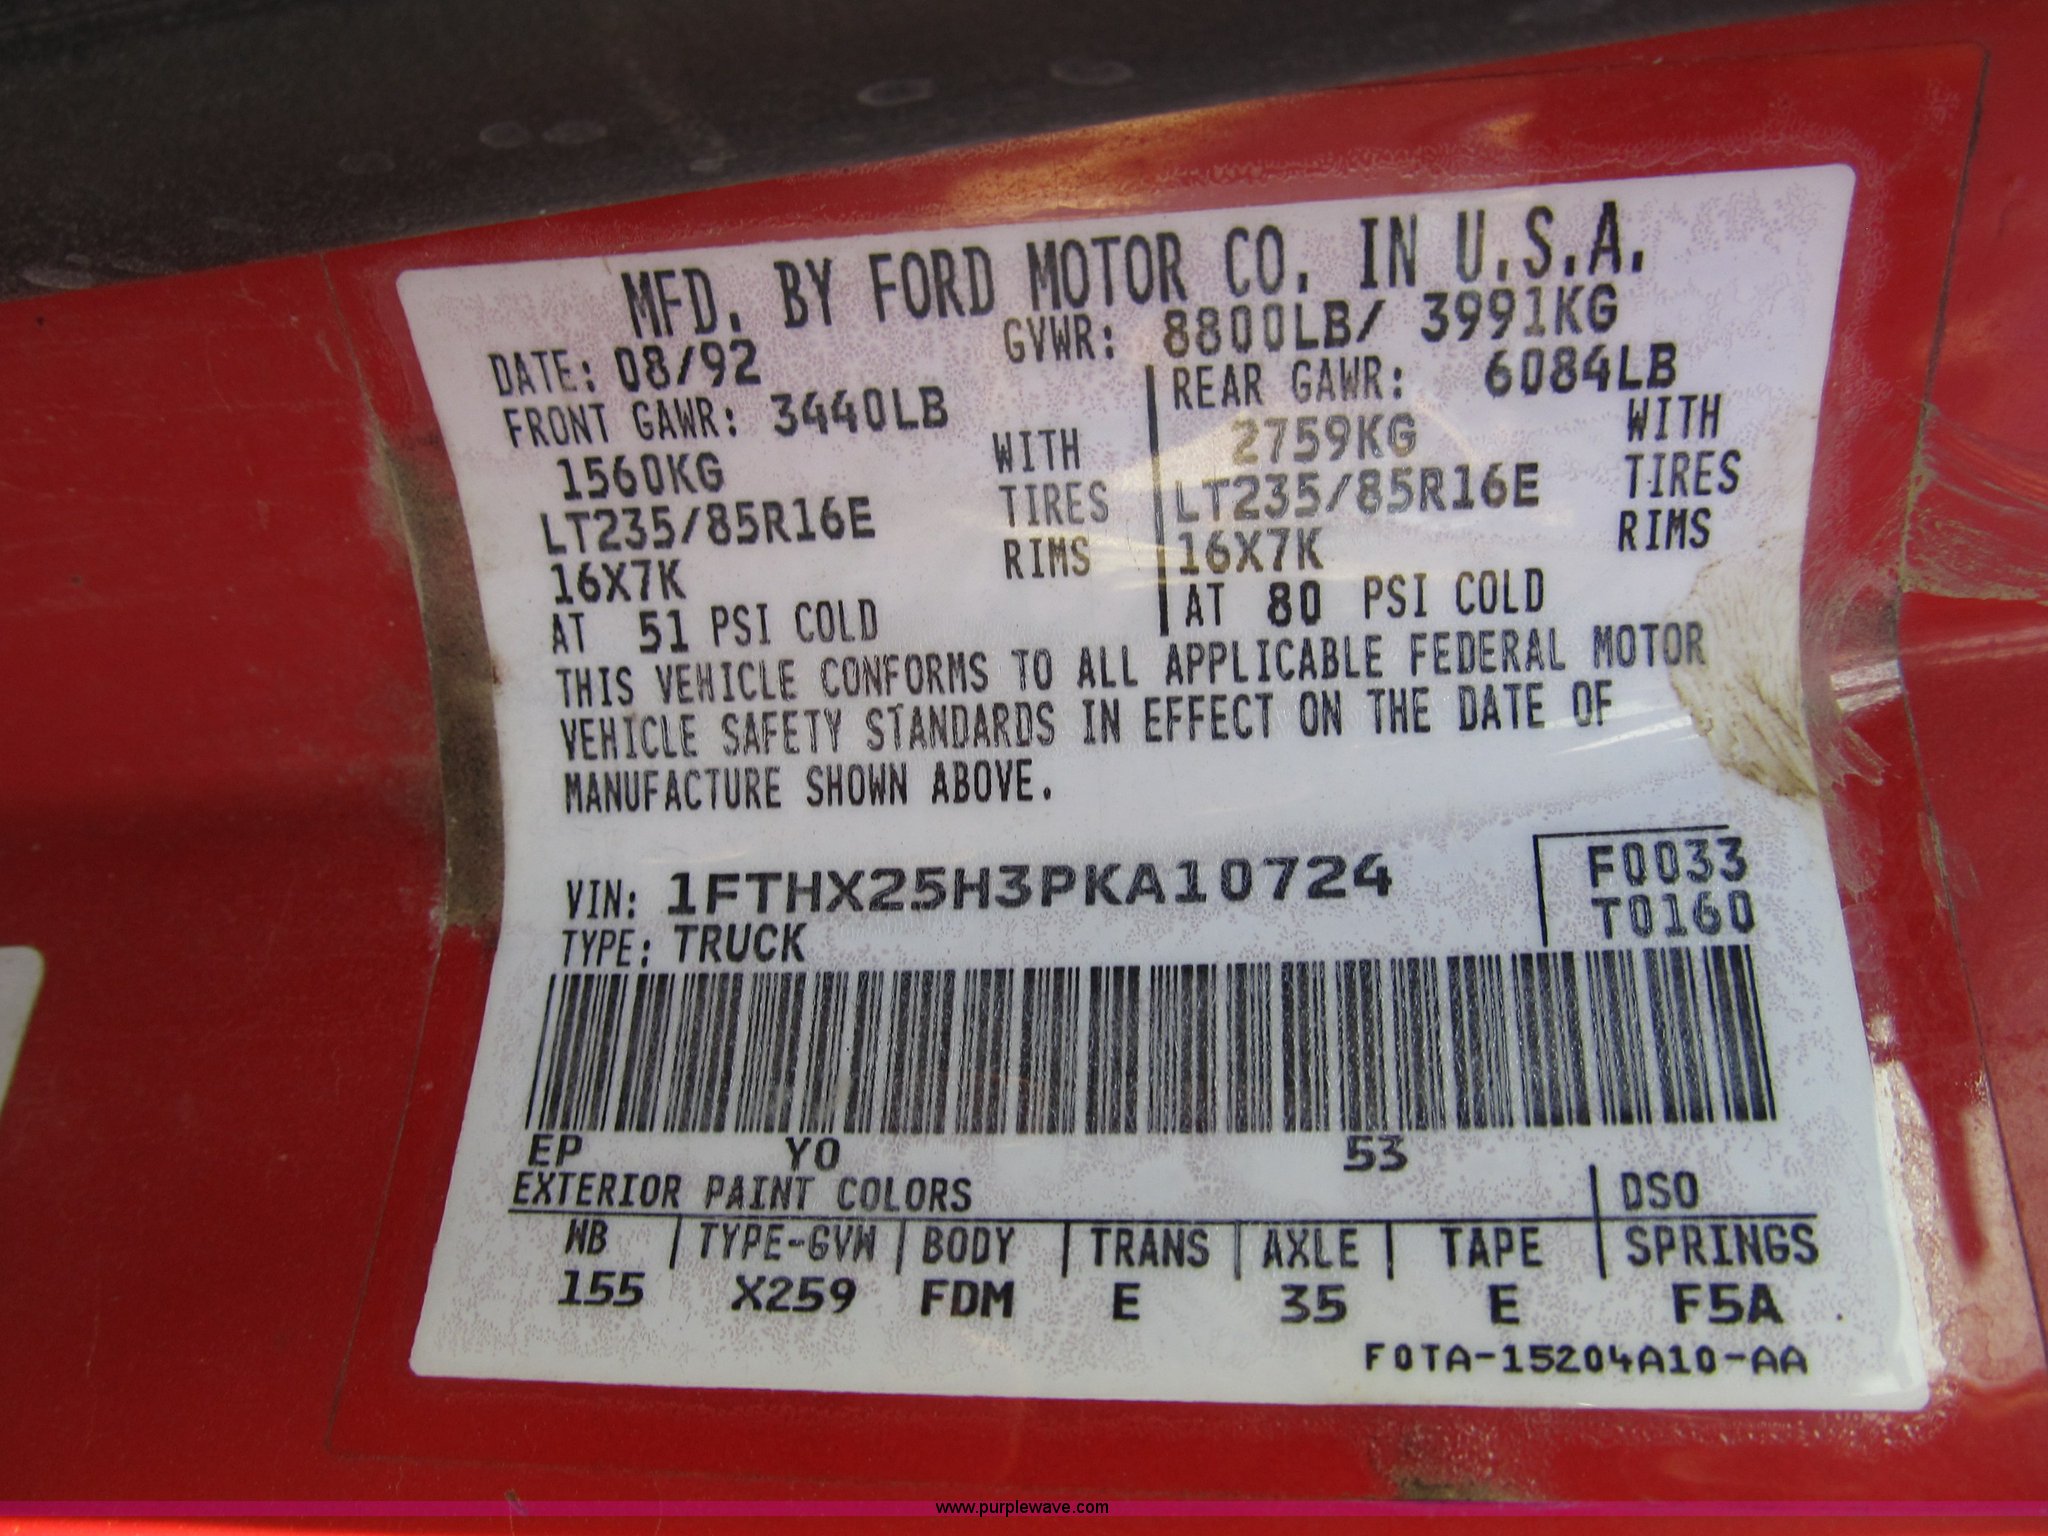 MFD. BY FORD MOTOR CO. IN U.S.A.
DATE: 08/92 GVWR: 8800LB/ 3991KG
FRONT GAWR: 3440LB REAR GAWR: 6084LB
1560KG WITH 2759KG WITH
LT235/85R16E TIRES LT235/85R16E TIRES
16X7K RIMS 16X7K RIMS
AT 51 PSI COLD AT 80 PSI COLD
THIS VEHICLE CONFORMS TO ALL APPLICABLE FEDERAL MOTOR
VEHICLE SAFETY STANDARDS IN EFFECT ON THE DATE OF
MANUFACTURE SHOWN ABOVE.
VIN: 1FTHX25H3PKA10724 F0033
TYPE: TRUCK T0160
EP YO 53
EXTERIOR PAINT COLORS DSO
WB TYPE-GVW BODY TRANS AXLE TAPE SPRINGS
155 X259 FDM E 35 E F5A
F0TA-15204A10-AA
www.purplewave.com